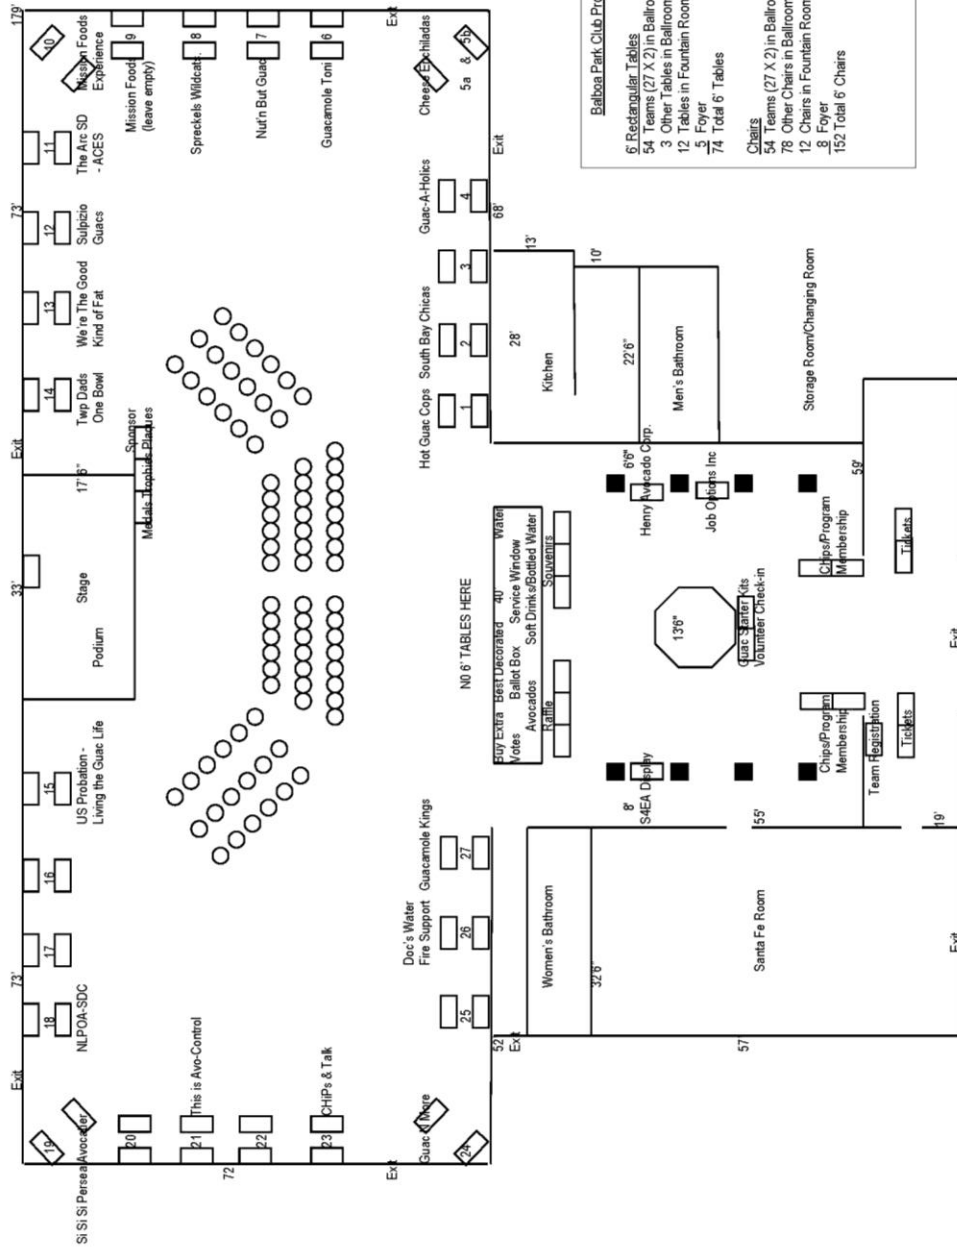 179'
73'
Exit
33'
73'
Exit
10
Mission Foods
Experience
11
The Arc SD
- ACES
12
Sulpizio
Guacs
13
We're The Good
Kind of Fat
14
Twp Dads
One Bowl
17' 6"
Stage
Podium
Sponsor
Medals Trophies Plaques
15
US Probation -
Living the Guac Life
16
17
18
NLPOA-SDC
19
Si Si Si Persea Avocaber
9
Mission Foods
(leave empty)
8
Spreckels Wildcats.
7
Nut'n But Guac
6
Guacamole Toni
Exit
5a & 5b
Cheese Enchiladas
20
21
This is Avo-Control
22
23
CHiPs & Talk
72
Exit
24
Guac N More
Exit
Guac-A-Holics
4
68'
3
South Bay Chicas
2
Hot Guac Cops
1
N0 6' TABLES HERE
Buy Extra
Votes
Best Decorated
Ballot Box
40'
Service Window
Water
Avocados
Soft Drinks/Bottled Water
Raffle
Souvenirs
Guacamole Kings
27
Doc's Water
Fire Support
26
25
52
Exit
13'
28'
Kitchen
10'
22'6"
Men's Bathroom
Storage Room/Changing Room
59'
6'6"
Henry Avocado Corp.
Job Options Inc
13'6"
Guac Starter Kits
Volunteer Check-in
Chips/Program
Membership
Tickets
Exit
8'
S4EA Display
Chips/Program
Membership
Team Registration
Tickets
55'
19'
Women's Bathroom
32'6"
Santa Fe Room
57
Exit
Balboa Park Club
6' Rectangular Tables
54 Teams (27 X 2) in
3 Other Tables in
12 Tables in Fountain
5 Foyer
74 Total 6' Tables
Chairs
54 Teams (27 X 2) in
78 Other Chairs in
12 Chairs in Fountain
8 Foyer
152 Total 6' Chairs